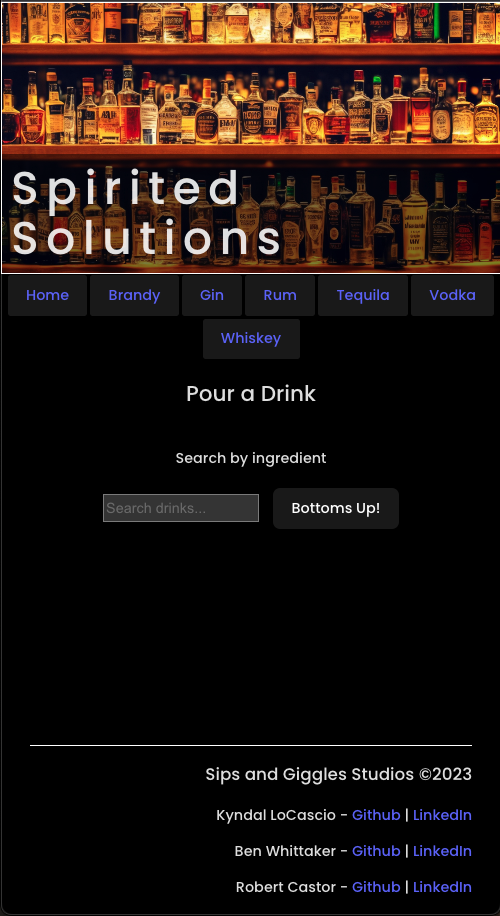 Spirited
Solutions
Home Brandy Gin Rum Tequila Vodka
Whiskey
Pour a Drink
Search by ingredient
Search drinks... Bottoms Up!
Sips and Giggles Studios ©2023
Kyndal LoCascio - Github | LinkedIn
Ben Whittaker - Github | LinkedIn
Robert Castor - Github | LinkedIn